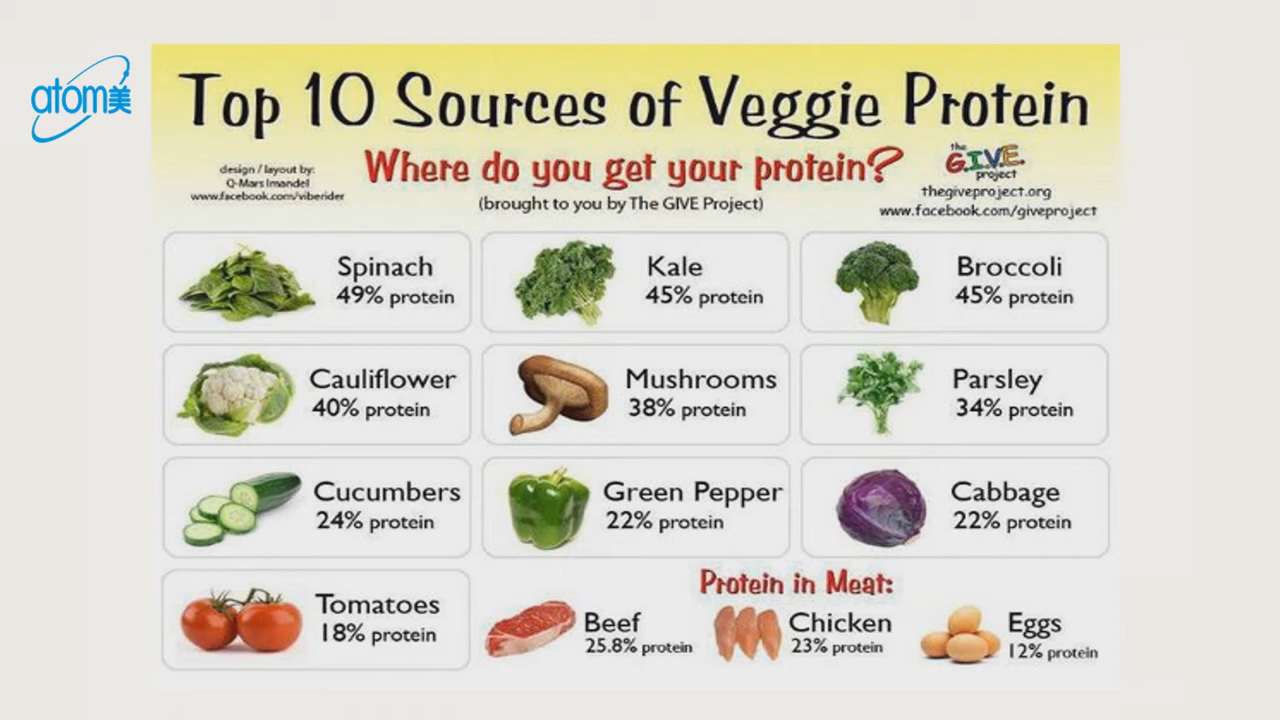 atom美
Top 10 Sources of Veggie Protein
Where do you get your protein?
(brought to you by The GIVE Project)
design / layout by:
Q-Mars Imandel
www.facebook.com/viberider
the
G.I.V.E.
project
thegiveproject.org
www.facebook.com/giveproject
Spinach
49% protein
Kale
45% protein
Broccoli
45% protein
Cauliflower
40% protein
Mushrooms
38% protein
Parsley
34% protein
Cucumbers
24% protein
Green Pepper
22% protein
Cabbage
22% protein
Tomatoes
18% protein
Protein in Meat:
Beef
25.8% protein
Chicken
23% protein
Eggs
12% protein